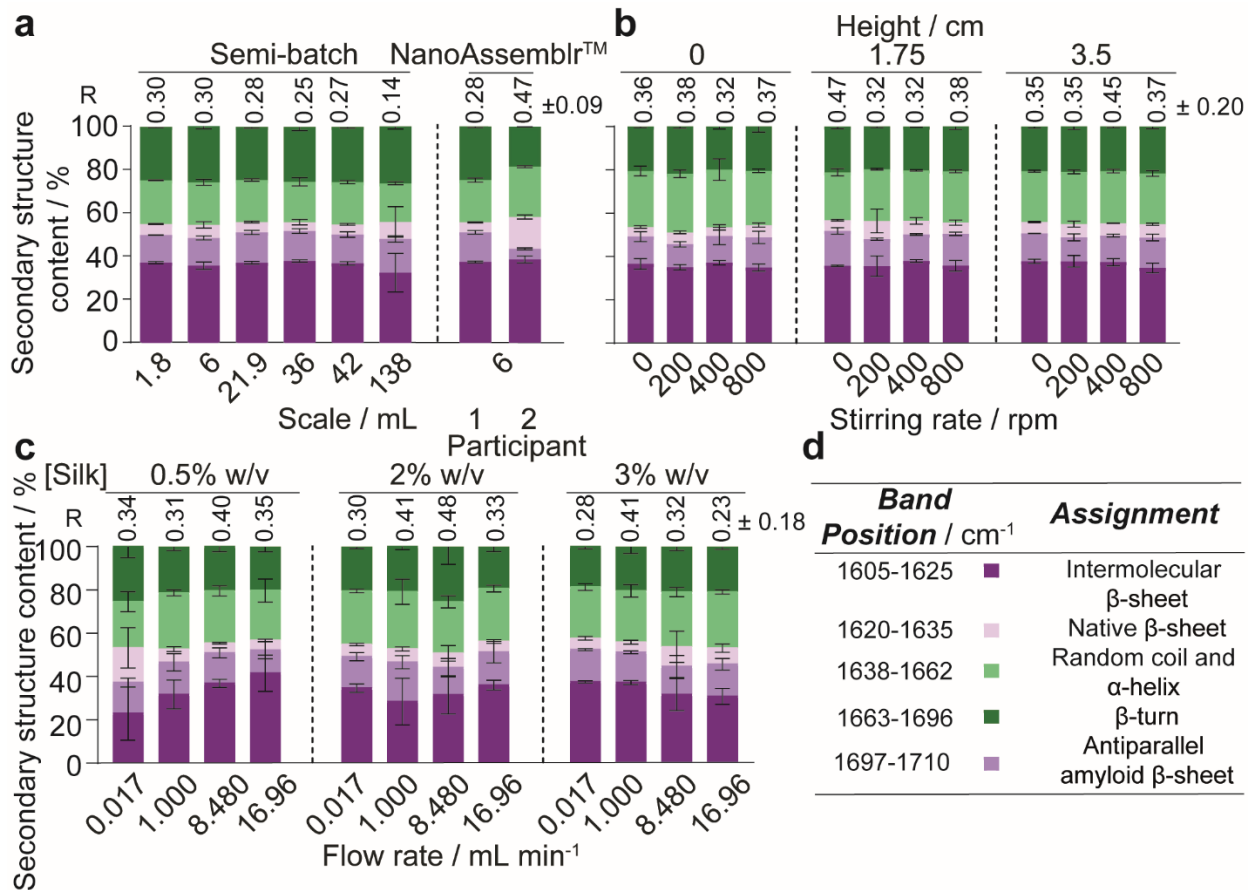 a
Semi-batch NanoAssemblr™
R 0.30 0.30 0.28 0.25 0.27 0.14 0.28 0.47 ±0.09
Secondary structure
content / %
100
80
60
40
20
0
1.8 6 21.9 36 42 138 6
Scale / mL 1 2
Participant
b
Height / cm
0 1.75 3.5
0.36 0.38 0.32 0.37 0.47 0.32 0.32 0.38 0.35 0.35 0.45 0.37 ± 0.20
0 200 400 800 0 200 400 800 0 200 400 800
Stirring rate / rpm
c
[Silk] 0.5% w/v 2% w/v 3% w/v
R 0.34 0.31 0.40 0.35 0.30 0.41 0.48 0.33 0.28 0.41 0.32 0.23 ± 0.18
Secondary structure content / %
100
80
60
40
20
0
0.017 1.000 8.480 16.96 0.017 1.000 8.480 16.96 0.017 1.000 8.480 16.96
Flow rate / mL min⁻¹
d
Band
Position / cm⁻¹ Assignment
1605-1625 Intermolecular
β-sheet
1620-1635 Native β-sheet
1638-1662 Random coil and
α-helix
1663-1696 β-turn
1697-1710 Antiparallel
amyloid β-sheet